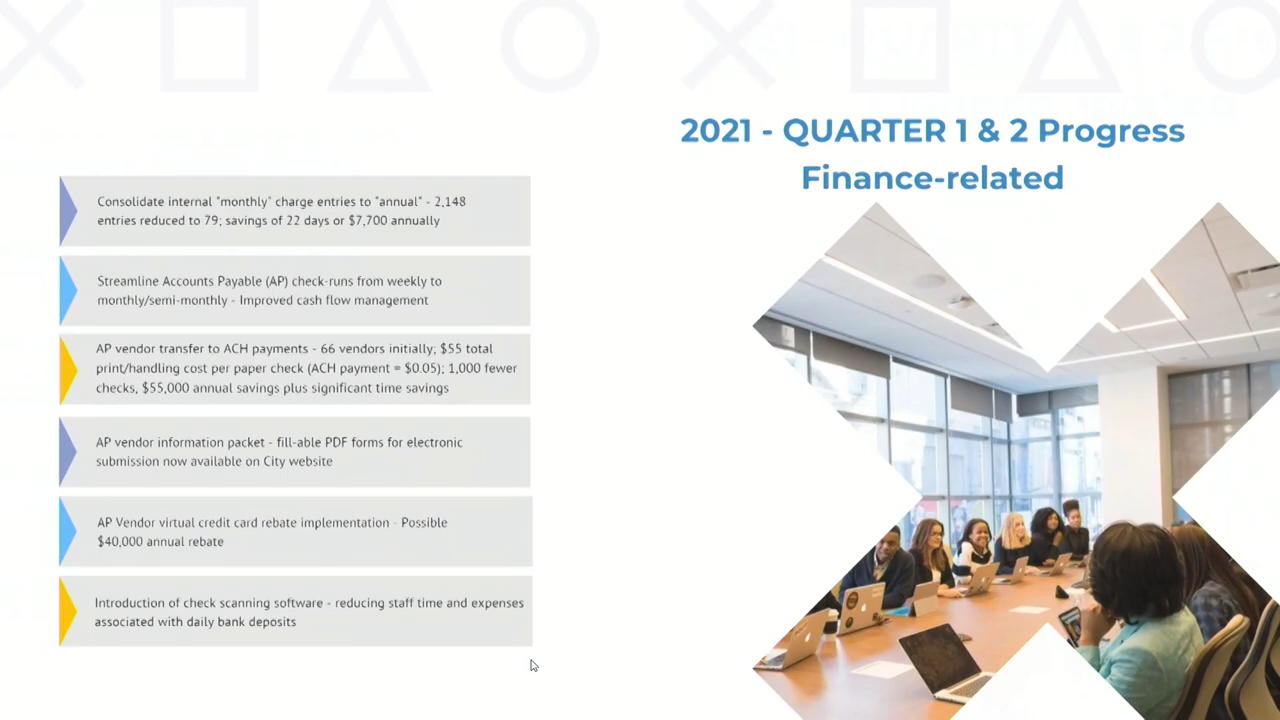 2021 - QUARTER 1 & 2 Progress
Finance-related
Consolidate internal "monthly" charge entries to "annual" - 2,148
entries reduced to 79; savings of 22 days or $7,700 annually
Streamline Accounts Payable (AP) check-runs from weekly to
monthly/semi-monthly - Improved cash flow management
AP vendor transfer to ACH payments - 66 vendors initially; $55 total
print/handling cost per paper check (ACH payment = $0.05); 1,000 fewer
checks, $55,000 annual savings plus significant time savings
AP vendor information packet - fill-able PDF forms for electronic
submission now available on City website
AP Vendor virtual credit card rebate implementation - Possible
$40,000 annual rebate
Introduction of check scanning software - reducing staff time and expenses
associated with daily bank deposits